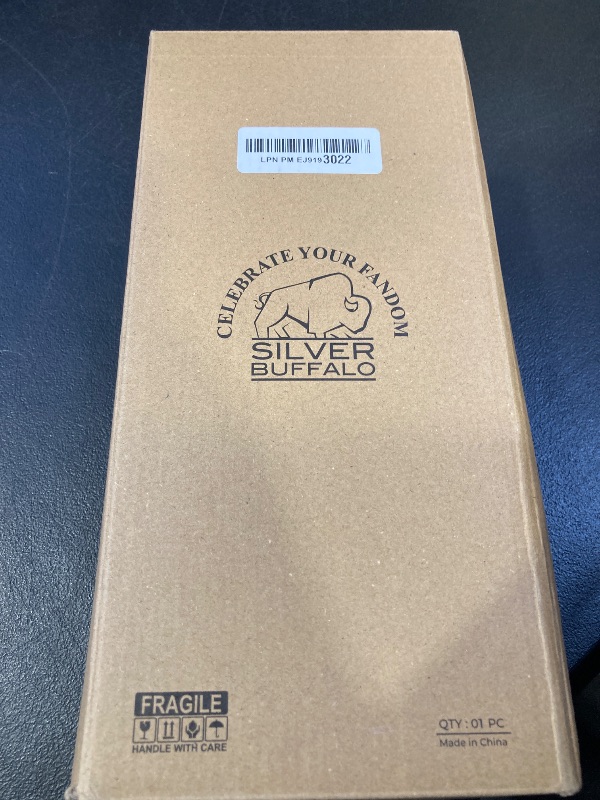 LPN PM EJ9193022
CELEBRATE YOUR FANDOM
SILVER
BUFFALO
FRAGILE
HANDLE WITH CARE
QTY : 01 PC
Made in China